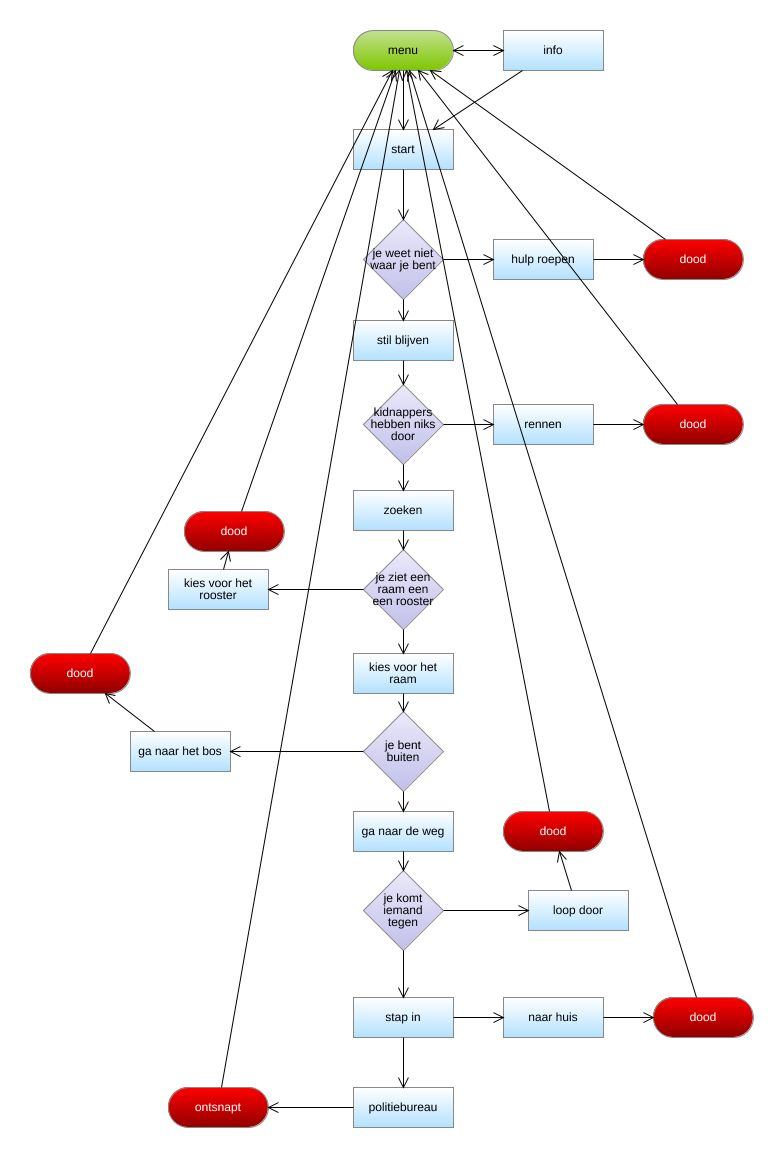 menu
info
start
je weet niet
waar je bent
hulp roepen
dood
stil blijven
kidnappers
hebben niks
door
rennen
dood
zoeken
dood
je ziet een
raam een
een rooster
kies voor het
rooster
kies voor het
raam
dood
je bent
buiten
ga naar het bos
ga naar de weg
dood
je komt
iemand
tegen
loop door
stap in
naar huis
dood
politiebureau
ontsnapt